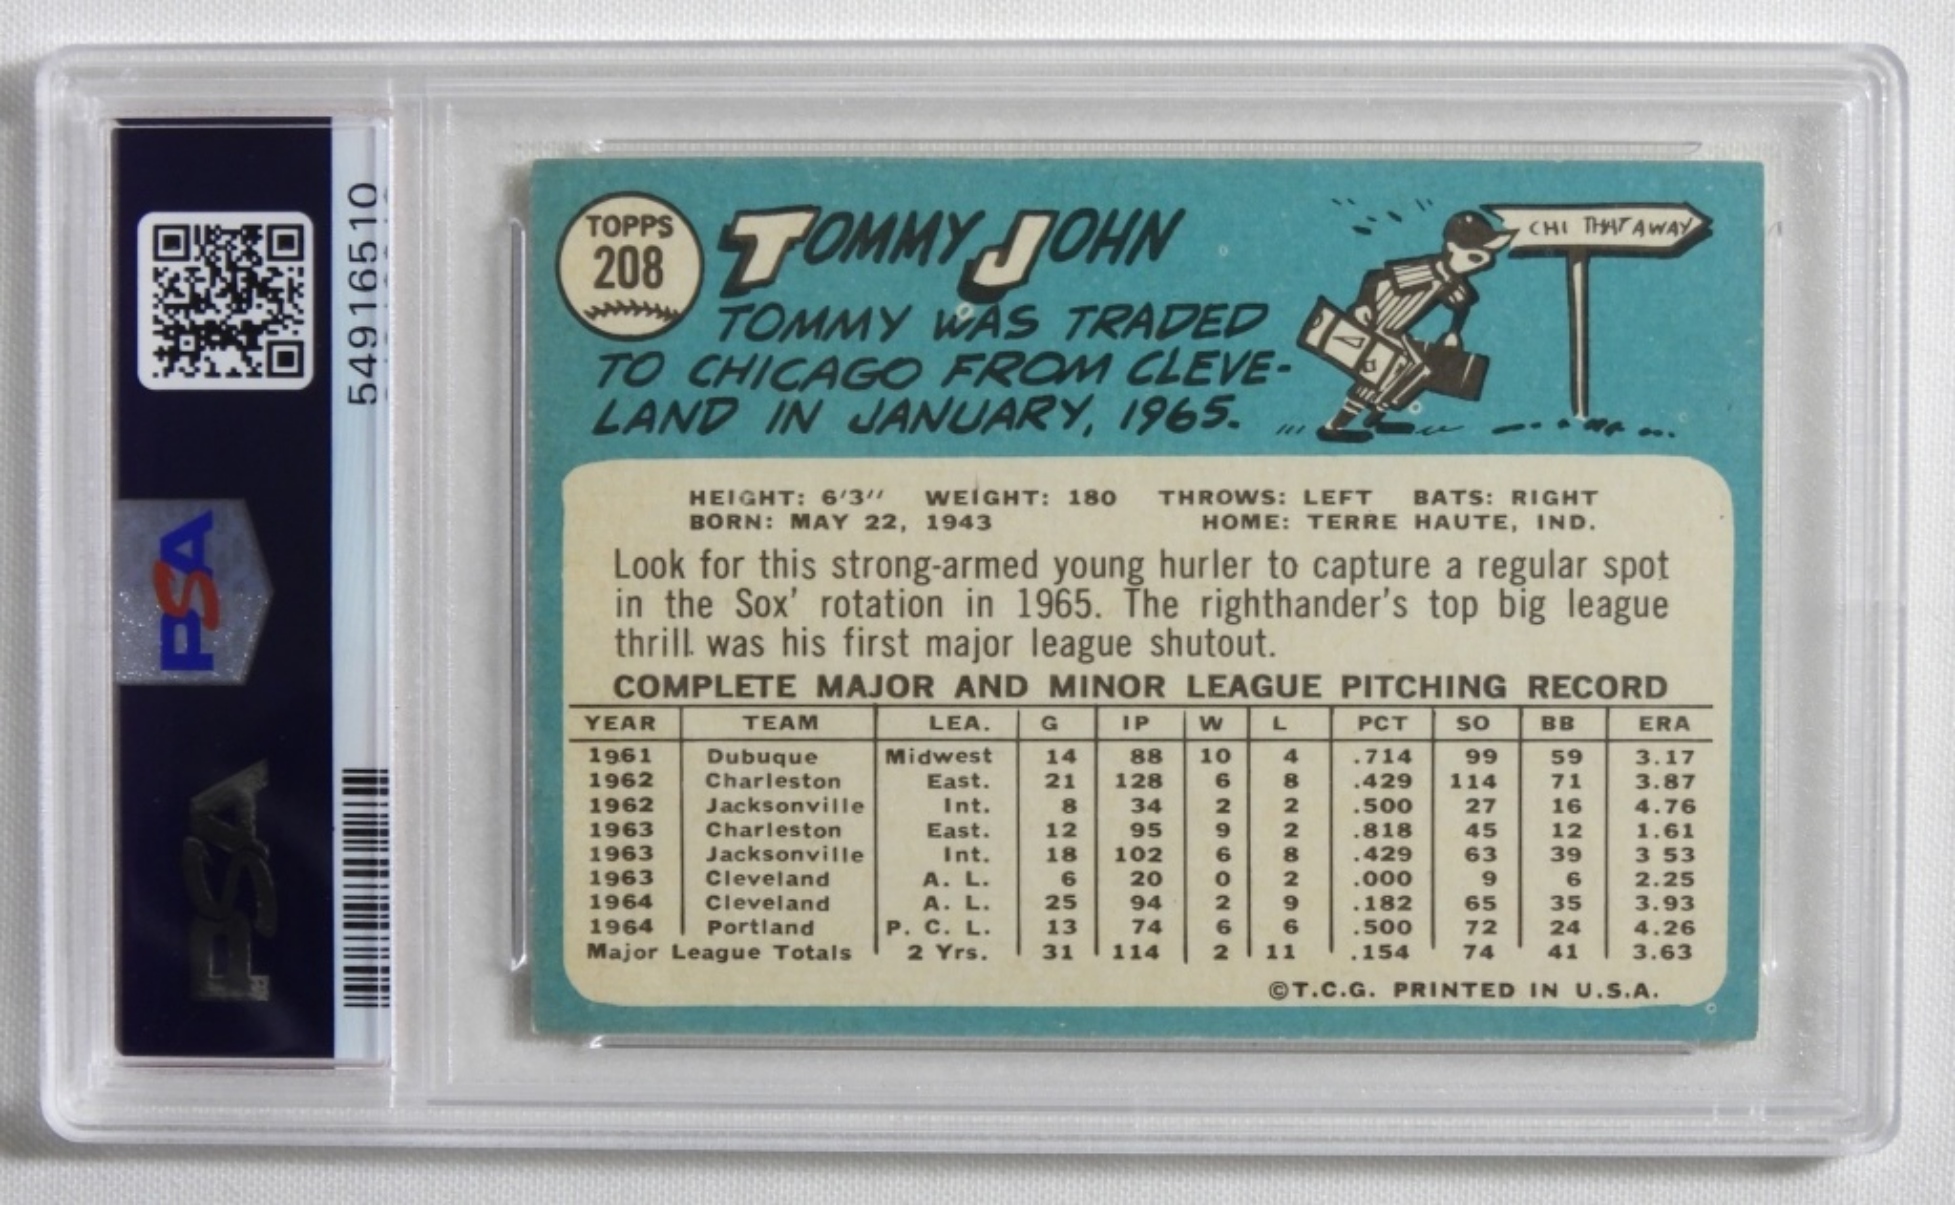 54916510
PSA
PSA
TOPPS
208
TOMMY JOHN
TOMMY WAS TRADED
TO CHICAGO FROM CLEVE-
LAND IN JANUARY, 1965.
CHI THAT AWAY
HEIGHT: 6'3" WEIGHT: 180 THROWS: LEFT BATS: RIGHT
BORN: MAY 22, 1943 HOME: TERRE HAUTE, IND.
Look for this strong-armed young hurler to capture a regular spot
in the Sox' rotation in 1965. The righthander's top big league
thrill was his first major league shutout.
COMPLETE MAJOR AND MINOR LEAGUE PITCHING RECORD
YEAR TEAM LEA. G IP W L PCT SO BB ERA
1961 Dubuque Midwest 14 88 10 4 .714 99 59 3.17
1962 Charleston East. 21 128 6 8 .429 114 71 3.87
1962 Jacksonville Int. 8 34 2 2 .500 27 16 4.76
1963 Charleston East. 12 95 9 2 .818 45 12 1.61
1963 Jacksonville Int. 18 102 6 8 .429 63 39 3 53
1963 Cleveland A. L. 6 20 0 2 .000 9 6 2.25
1964 Cleveland A. L. 25 94 2 9 .182 65 35 3.93
1964 Portland P. C. L. 13 74 6 6 .500 72 24 4.26
Major League Totals 2 Yrs. 31 114 2 11 .154 74 41 3.63
©T.C.G. PRINTED IN U.S.A.